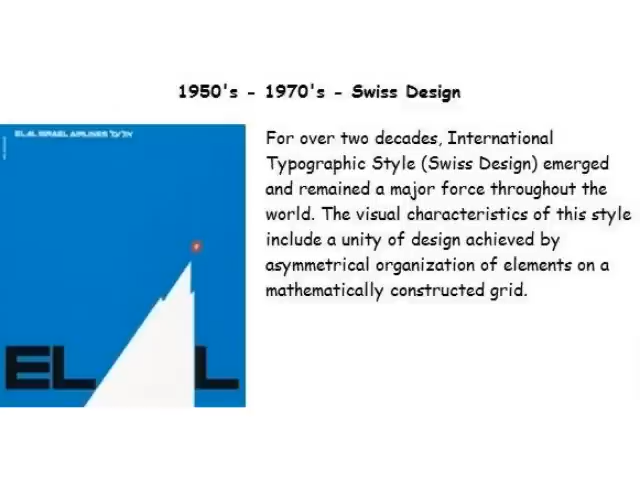 1950's - 1970's - Swiss Design
EL AL ISRAEL AIRLINES אל על
For over two decades, International
Typographic Style (Swiss Design) emerged
and remained a major force throughout the
world. The visual characteristics of this style
include a unity of design achieved by
asymmetrical organization of elements on a
mathematically constructed grid.
EL L